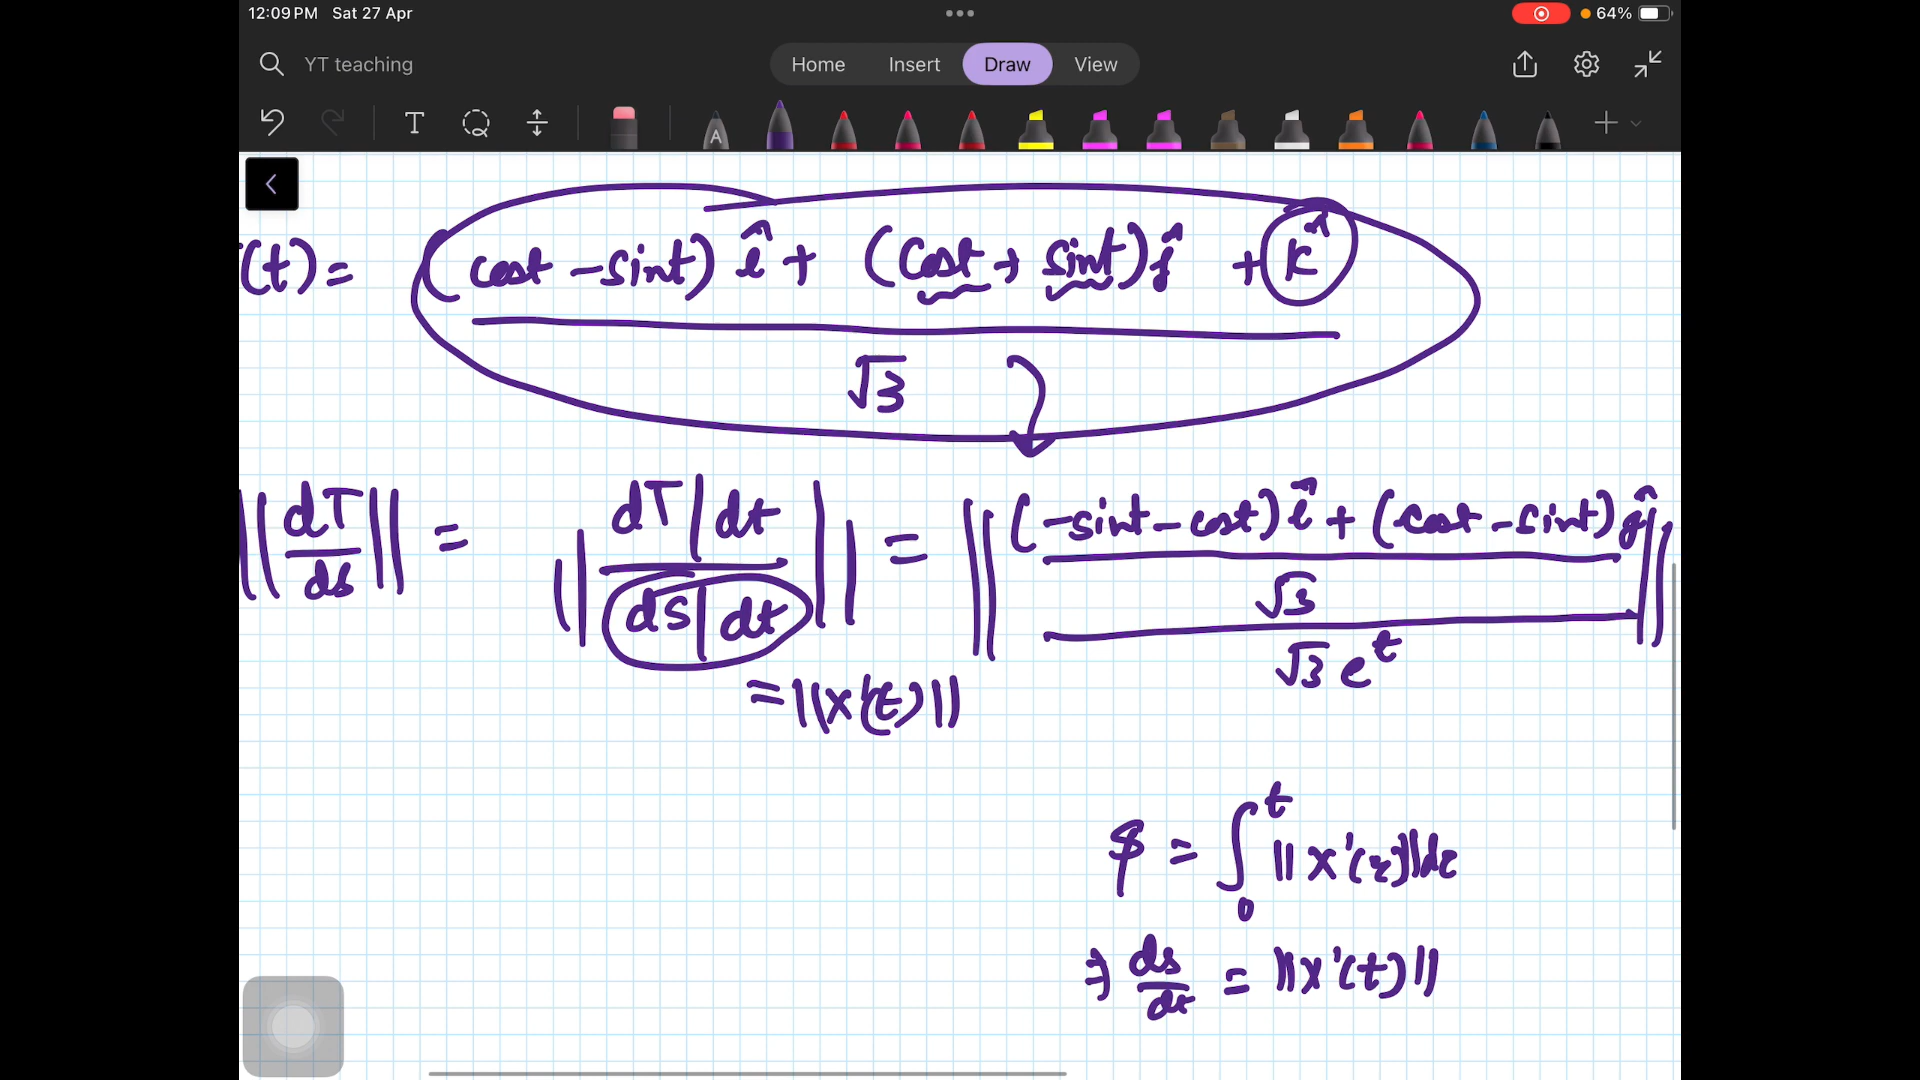 12:09 PM Sat 27 Apr
64%
YT teaching
Home Insert Draw View
T
A
(t) = (cost - sint) î + (cost + sint) ĵ + k^
√3
||dT/ds|| = ||dT|dt / ds|dt|| = ||(-sint - cost) î + (cost - sint) ĵ / √3 / √3 e^t||
= ||x'(t)||
s = ∫₀^t ||x'(τ)||dτ
⇒ ds/dt = ||x'(t)||